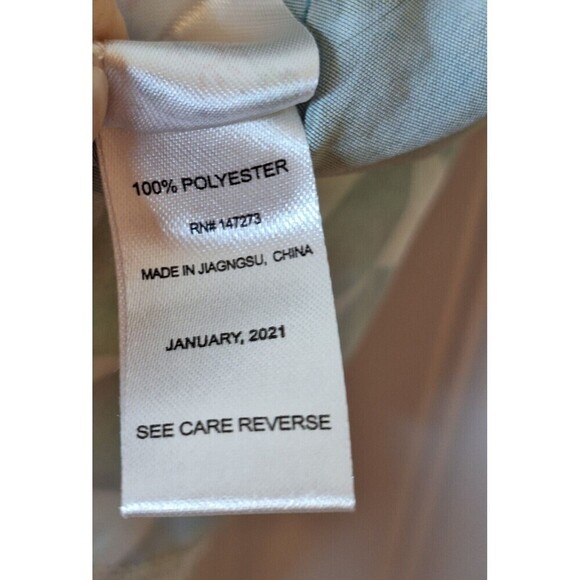 100% POLYESTER
RN# 147273
MADE IN JIAGNGSU, CHINA
JANUARY, 2021
SEE CARE REVERSE